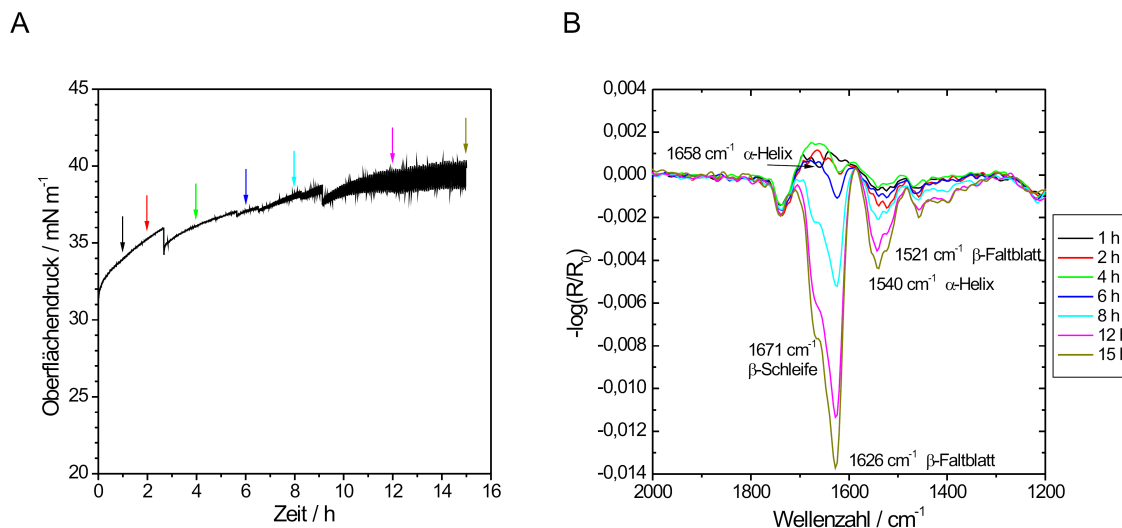 A
B
45
40
35
30
25
20
Oberflächendruck / mN m⁻¹
0 2 4 6 8 10 12 14 16
Zeit / h
0,004
0,002
0,000
-0,002
-0,004
-0,006
-0,008
-0,010
-0,012
-0,014
-log(R/R₀)
1658 cm⁻¹ α-Helix
1521 cm⁻¹ β-Faltblatt
1540 cm⁻¹ α-Helix
1671 cm⁻¹
β-Schleife
1626 cm⁻¹ β-Faltblatt
2000 1800 1600 1400 1200
Wellenzahl / cm⁻¹
1 h
2 h
4 h
6 h
8 h
12
15